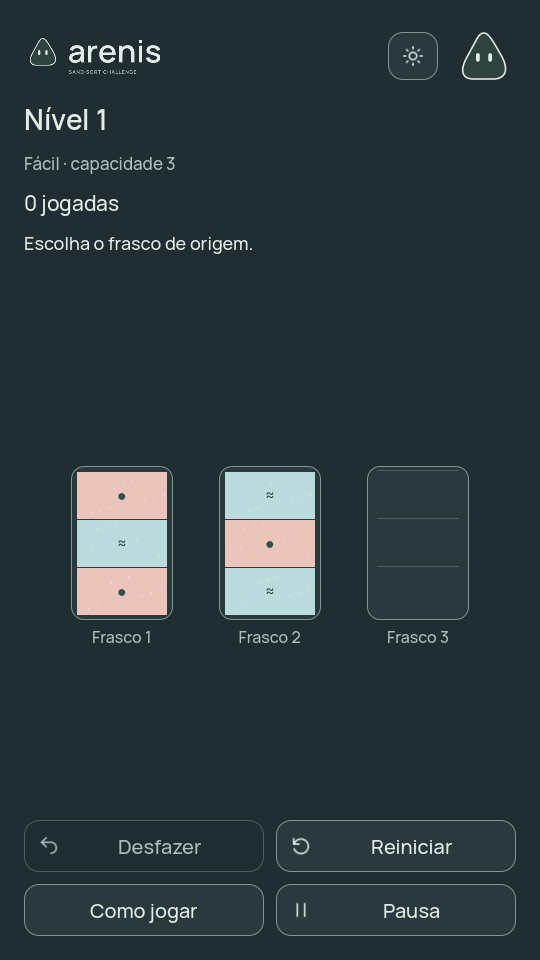 arenis
SAND SORT CHALLENGE
Nível 1
Fácil · capacidade 3
0 jogadas
Escolha o frasco de origem.
Frasco 1
Frasco 2
Frasco 3
Desfazer
Reiniciar
Como jogar
Pausa